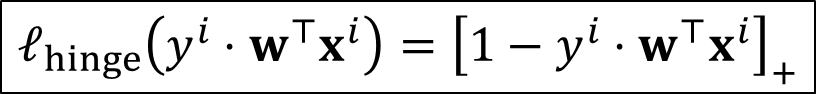 ℓ_hinge(yⁱ · 𝐰ᵀ𝐱ⁱ) = [1 − yⁱ · 𝐰ᵀ𝐱ⁱ]₊